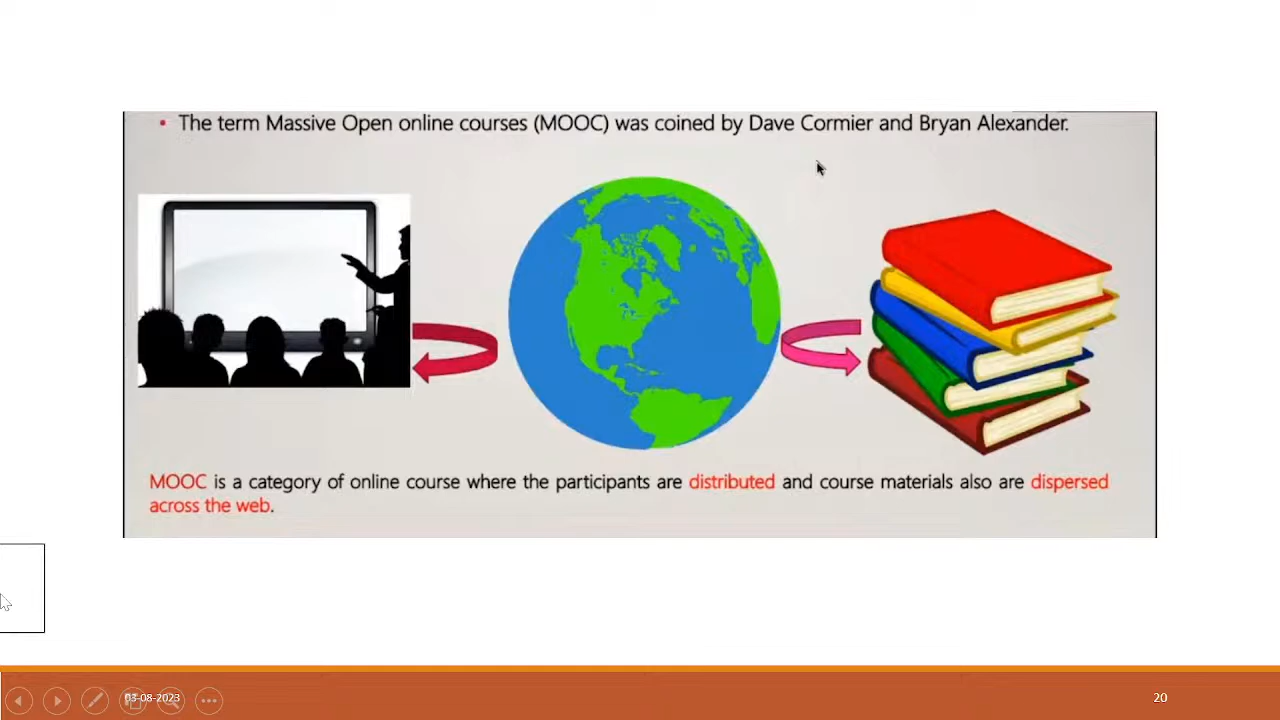 • The term Massive Open online courses (MOOC) was coined by Dave Cormier and Bryan Alexander.
MOOC is a category of online course where the participants are distributed and course materials also are dispersed
across the web.
03-08-2023
20